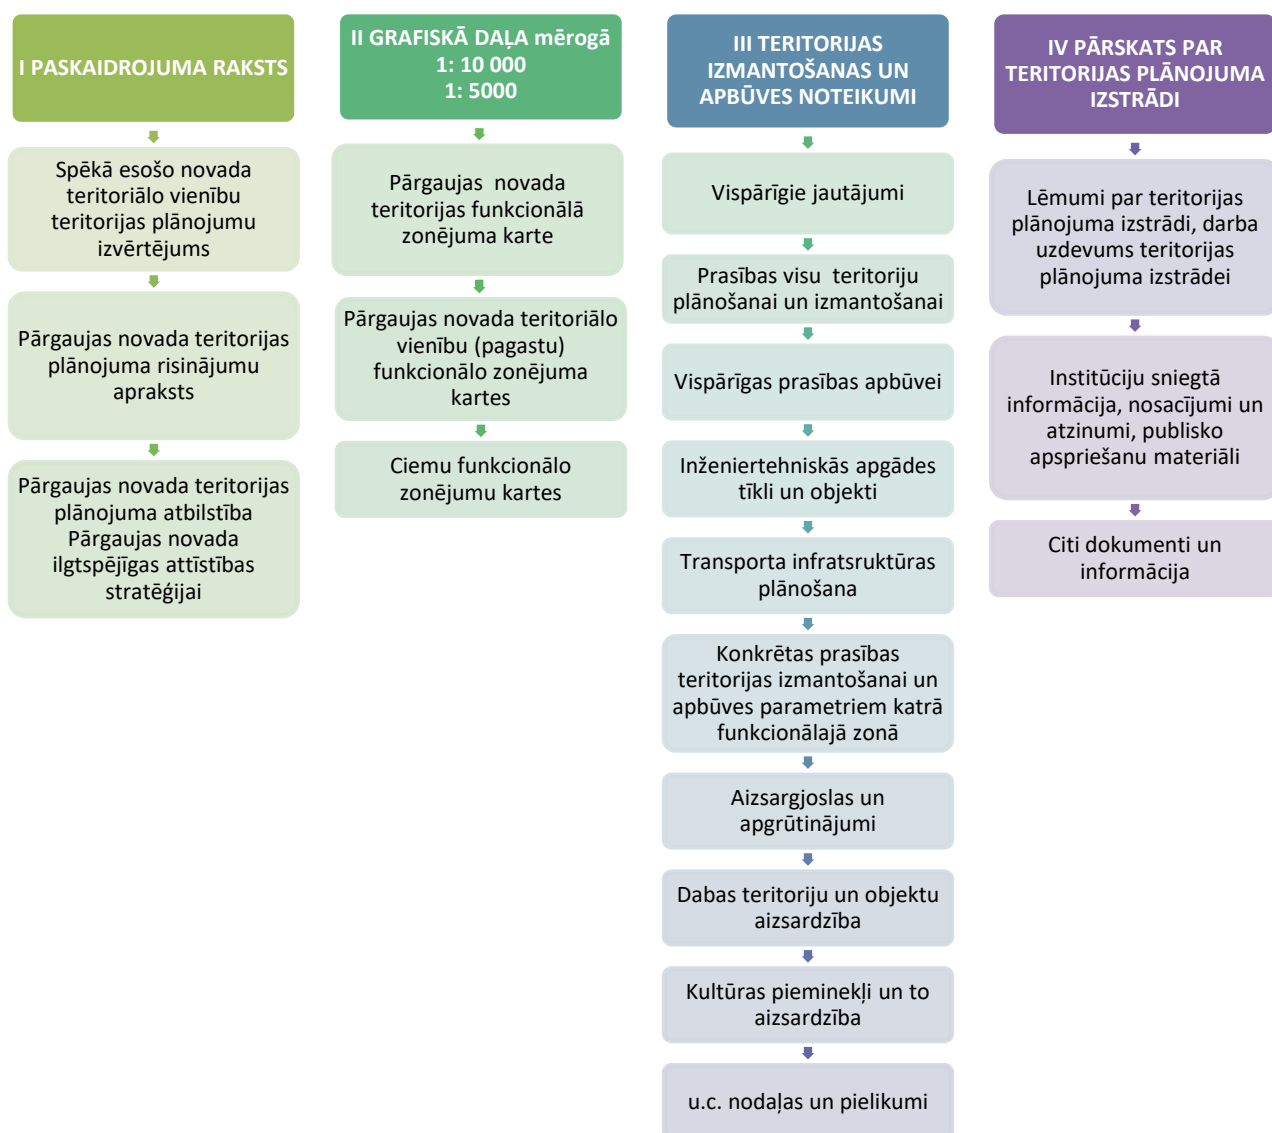 I PASKAIDROJUMA RAKSTS
Spēkā esošo novada
teritoriālo vienību
teritorijas plānojumu
izvērtējums
Pārgaujas novada teritorijas
plānojuma risinājumu
apraksts
Pārgaujas novada teritorijas
plānojuma atbilstība
Pārgaujas novada
ilgtspējīgas attīstības
stratēģijai
II GRAFISKĀ DAĻA mērogā
1: 10 000
1: 5000
Pārgaujas novada
teritorijas funkcionālā
zonējuma karte
Pārgaujas novada teritoriālo
vienību (pagastu)
funkcionālo zonējuma
kartes
Ciemu funkcionālo
zonējumu kartes
III TERITORIJAS
IZMANTOŠANAS UN
APBŪVES NOTEIKUMI
Vispārīgie jautājumi
Prasības visu teritoriju
plānošanai un izmantošanai
Vispārīgas prasības apbūvei
Inženiertehniskās apgādes
tīkli un objekti
Transporta infratsruktūras
plānošana
Konkrētas prasības
teritorijas izmantošanai un
apbūves parametriem katrā
funkcionālajā zonā
Aizsargjoslas un
apgrūtinājumi
Dabas teritoriju un objektu
aizsardzība
Kultūras pieminekļi un to
aizsardzība
u.c. nodaļas un pielikumi
IV PĀRSKATS PAR
TERITORIJAS PLĀNOJUMA
IZSTRĀDI
Lēmumi par teritorijas
plānojuma izstrādi, darba
uzdevums teritorijas
plānojuma izstrādei
Institūciju sniegtā
informācija, nosacījumi un
atzinumi, publisko
apspriešanu materiāli
Citi dokumenti un
informācija